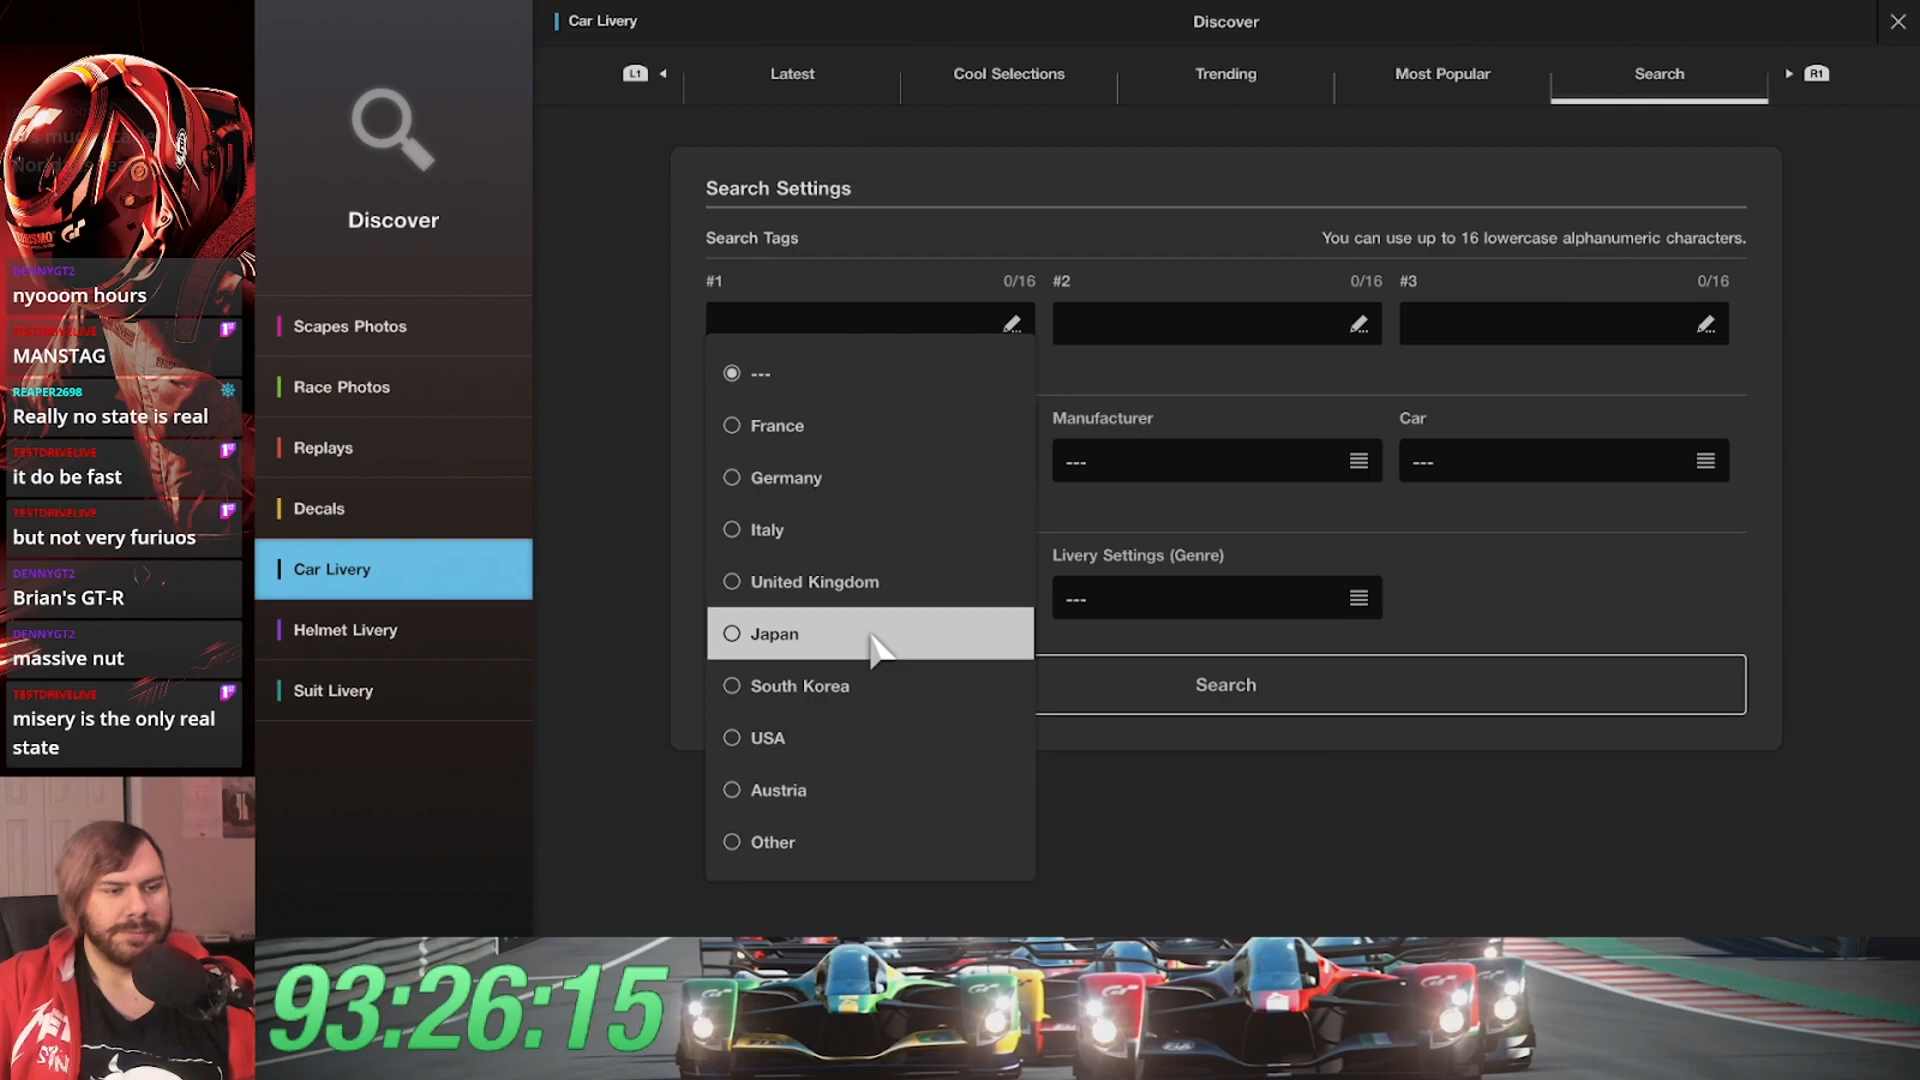 Car Livery
Discover
L1
Latest
Cool Selections
Trending
Most Popular
Search
R1
Discover
Scapes Photos
Race Photos
Replays
Decals
Car Livery
Helmet Livery
Suit Livery
Search Settings
Search Tags
You can use up to 16 lowercase alphanumeric characters.
#1
0/16
#2
0/16
#3
0/16
---
France
Germany
Italy
United Kingdom
Japan
South Korea
USA
Austria
Other
Manufacturer
---
Car
---
Livery Settings (Genre)
---
Search
DENNYGT2
nyooom hours
TESTDRIVELIVE
MANSTAG
REAPER2698
Really no state is real
TESTDRIVELIVE
it do be fast
TESTDRIVELIVE
but not very furiuos
DENNYGT2
Brian's GT-R
DENNYGT2
massive nut
TESTDRIVELIVE
misery is the only real
state
93:26:15